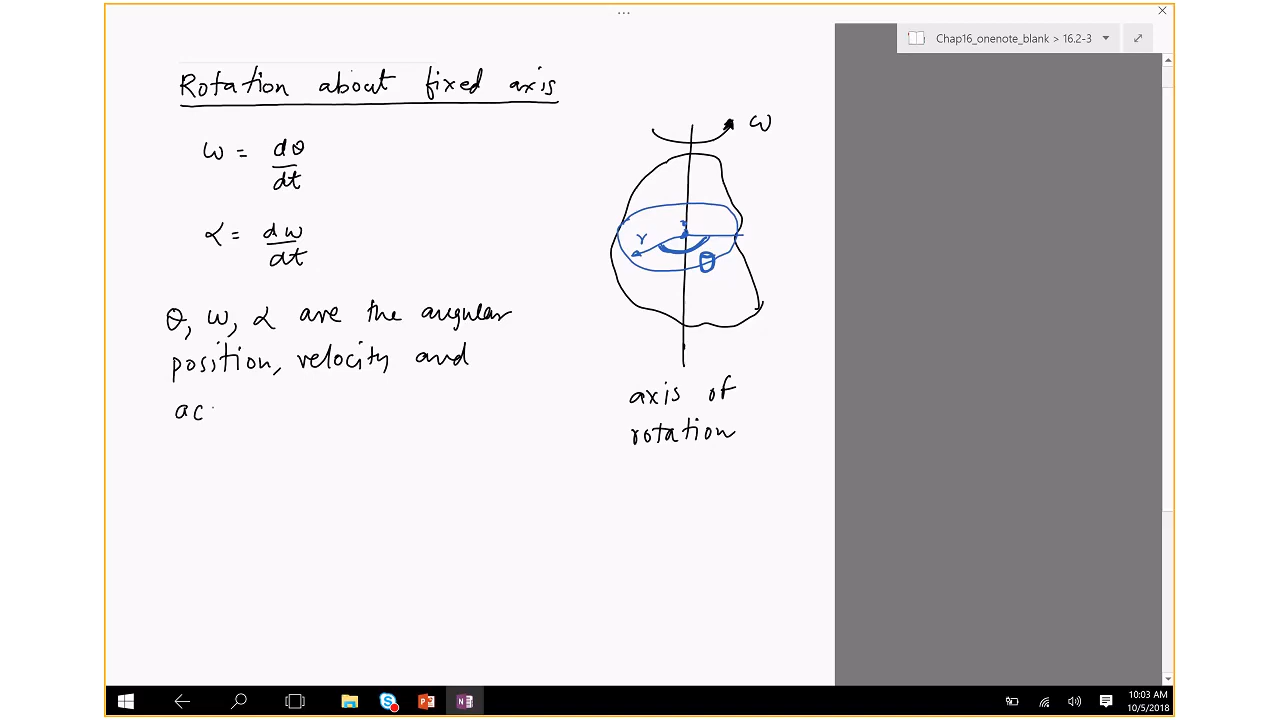 Chap16_onenote_blank > 16.2-3
Rotation about fixed axis
ω = dθ/dt
α = dω/dt
ω
r
θ
θ, ω, α are the angular
position, velocity and
ac
axis of
rotation
10:03 AM
10/5/2018